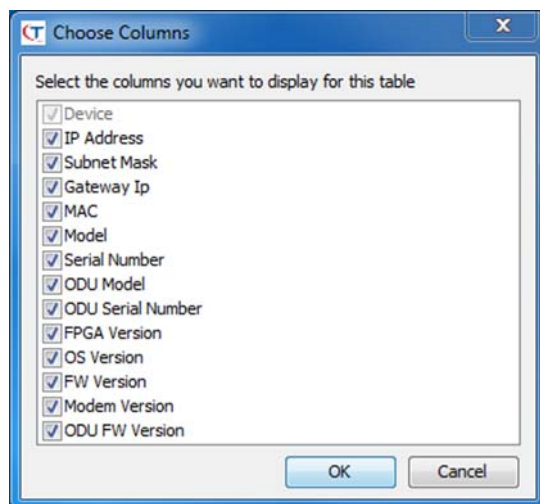 CT Choose Columns
Select the columns you want to display for this table
Device
IP Address
Subnet Mask
Gateway Ip
MAC
Model
Serial Number
ODU Model
ODU Serial Number
FPGA Version
OS Version
FW Version
Modem Version
ODU FW Version
OK Cancel